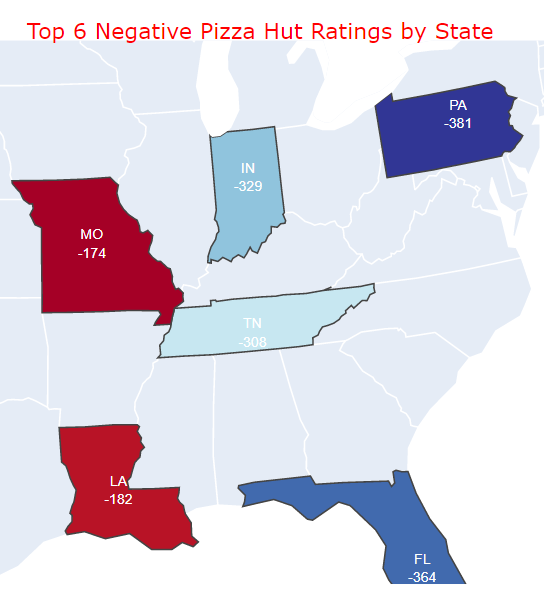 Top 6 Negative Pizza Hut Ratings by State
PA
-381
IN
-329
MO
-174
TN
-308
LA
-182
FL
-364